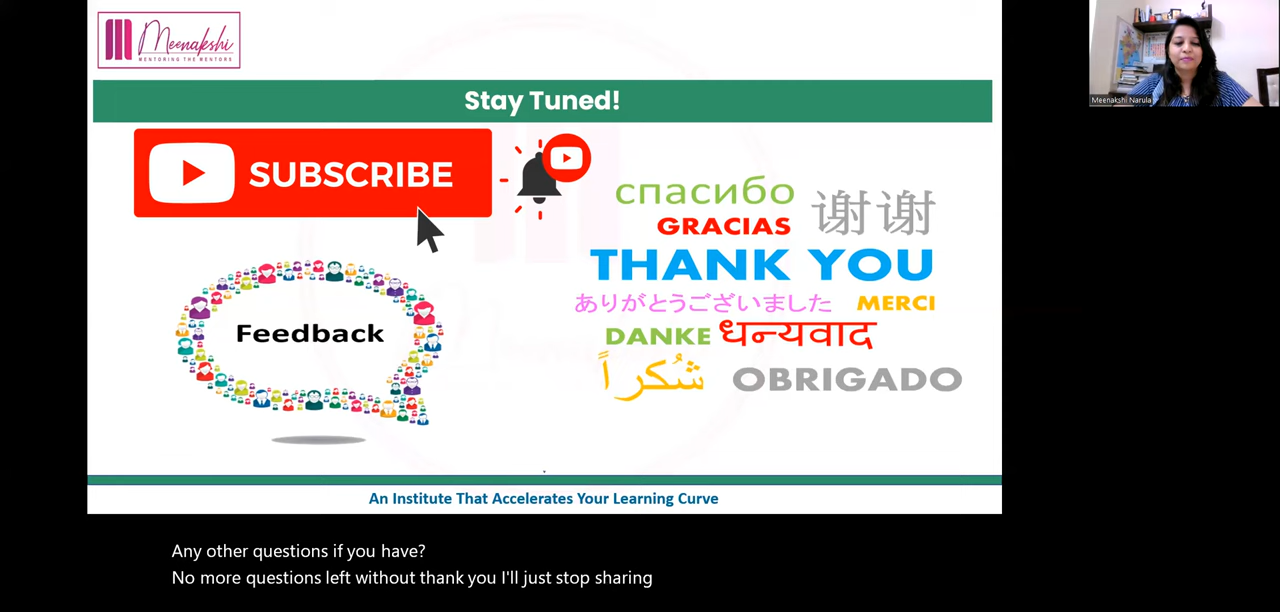 Meenakshi
MENTORING THE MENTORS
Meenakshi Narula
Stay Tuned!
SUBSCRIBE
спасибо
谢谢
GRACIAS
THANK YOU
ありがとうございました
MERCI
Feedback
DANKE
धन्यवाद
شُكراً
OBRIGADO
An Institute That Accelerates Your Learning Curve
Any other questions if you have?
No more questions left without thank you I'll just stop sharing